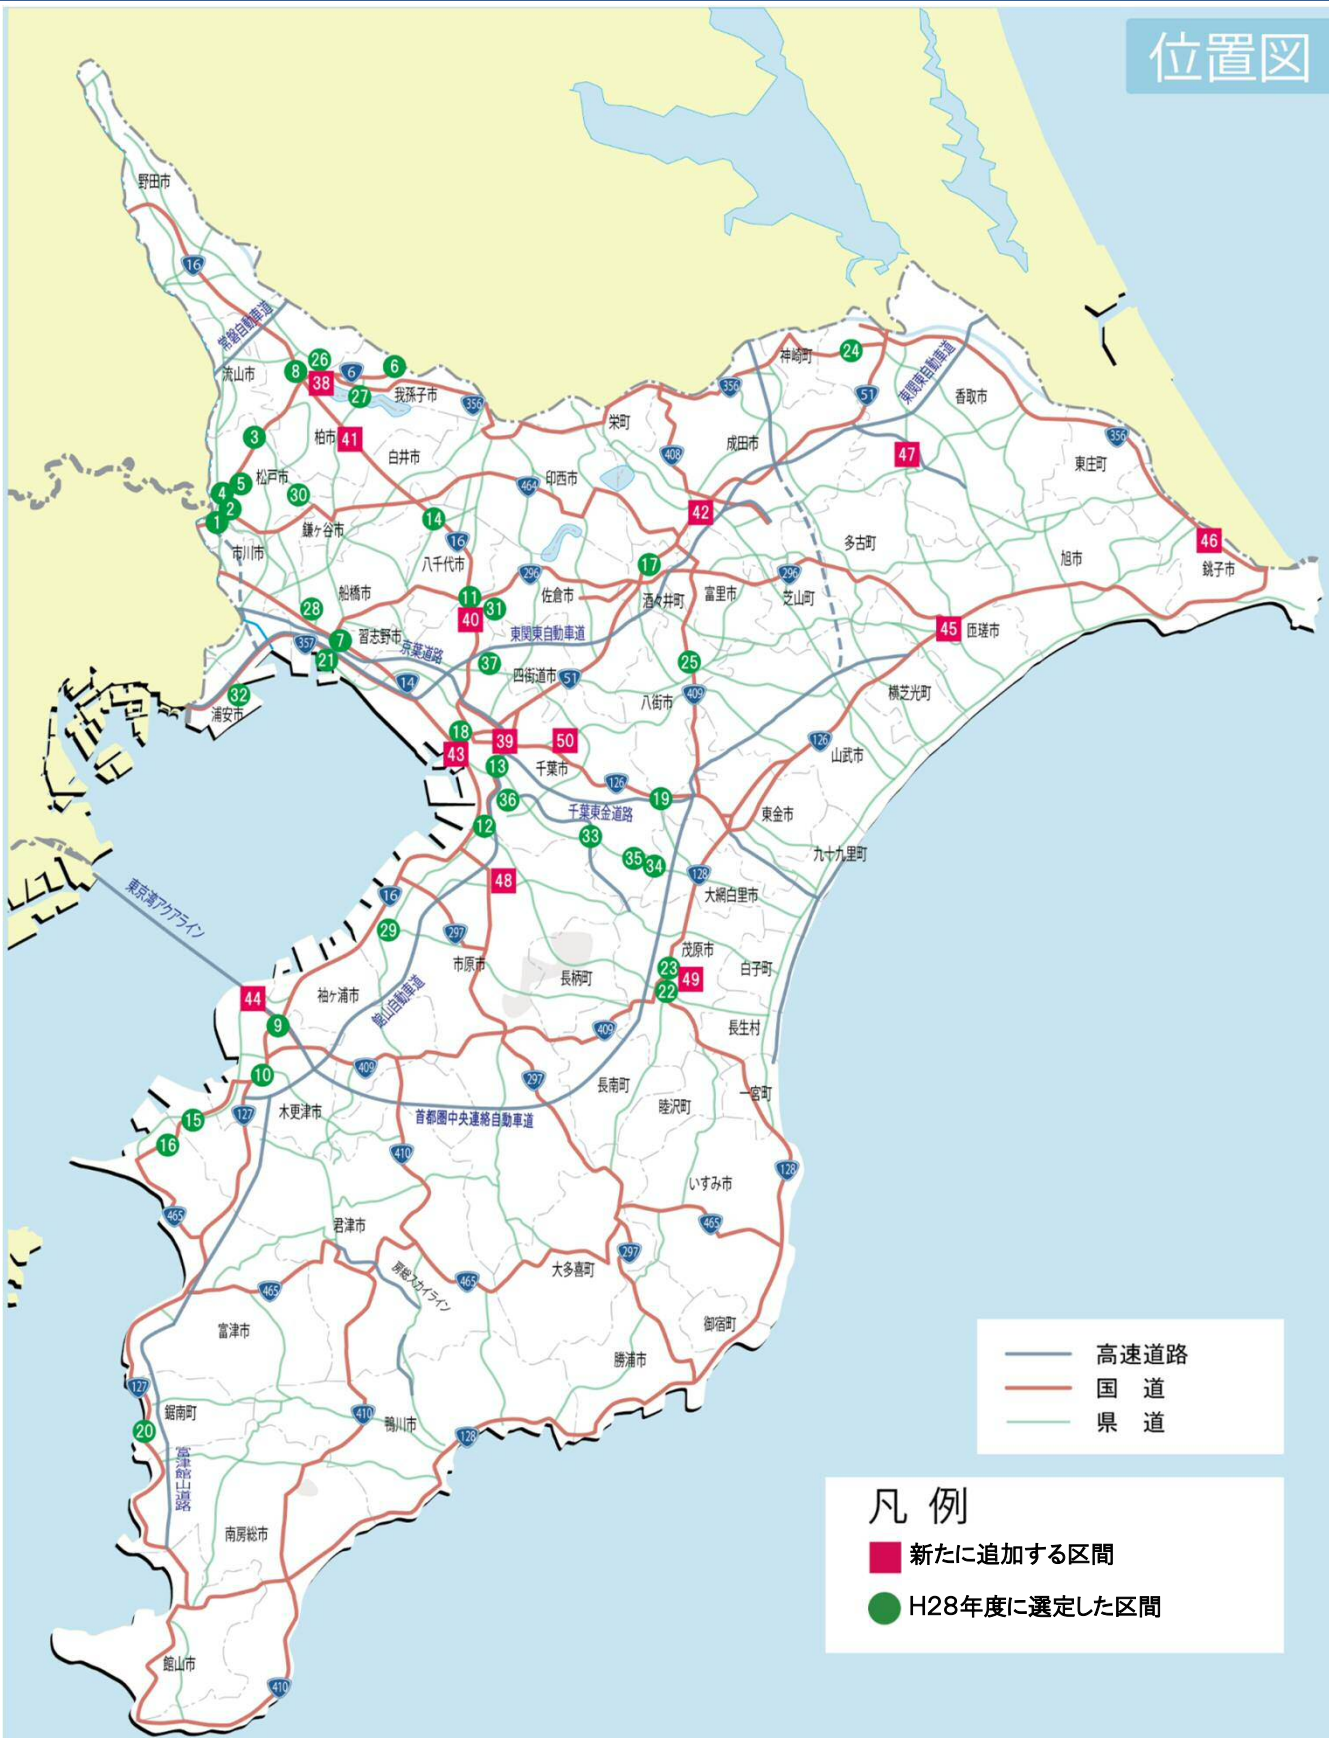 位置図
野田市
16
常磐自動車道
流山市
8
26
38
6
6
27
我孫子市
356
3
柏市
41
白井市
松戸市
5
4
2
1
30
鎌ヶ谷市
市川市
14
16
八千代市
464
印西市
栄町
408
356
成田市
神崎町
24
51
東関東自動車道
香取市
47
356
東庄町
42
多古町
旭市
46
銚子市
船橋市
28
7
習志野市
357
21
京葉道路
14
32
浦安市
11
31
40
296
佐倉市
17
酒々井町
富里市
296
芝山町
45
匝瑳市
東関東自動車道
37
四街道市
51
25
409
八街市
横芝光町
126
山武市
18
43
39
50
13
千葉市
126
36
12
千葉東金道路
19
33
35
34
東金市
九十九里町
128
大網白里市
48
16
29
297
市原市
東京湾アクアライン
44
袖ヶ浦市
館山自動車道
9
10
長柄町
茂原市
23
49
22
白子町
長生村
409
409
297
長南町
睦沢町
一宮町
木更津市
127
15
16
首都圏中央連絡自動車道
410
128
いすみ市
465
465
君津市
297
大多喜町
房総スカイライン
465
465
富津市
御宿町
勝浦市
127
鋸南町
20
410
鴨川市
128
富津館山道路
南房総市
館山市
410
高速道路
国 道
県 道
凡 例
新たに追加する区間
H28年度に選定した区間